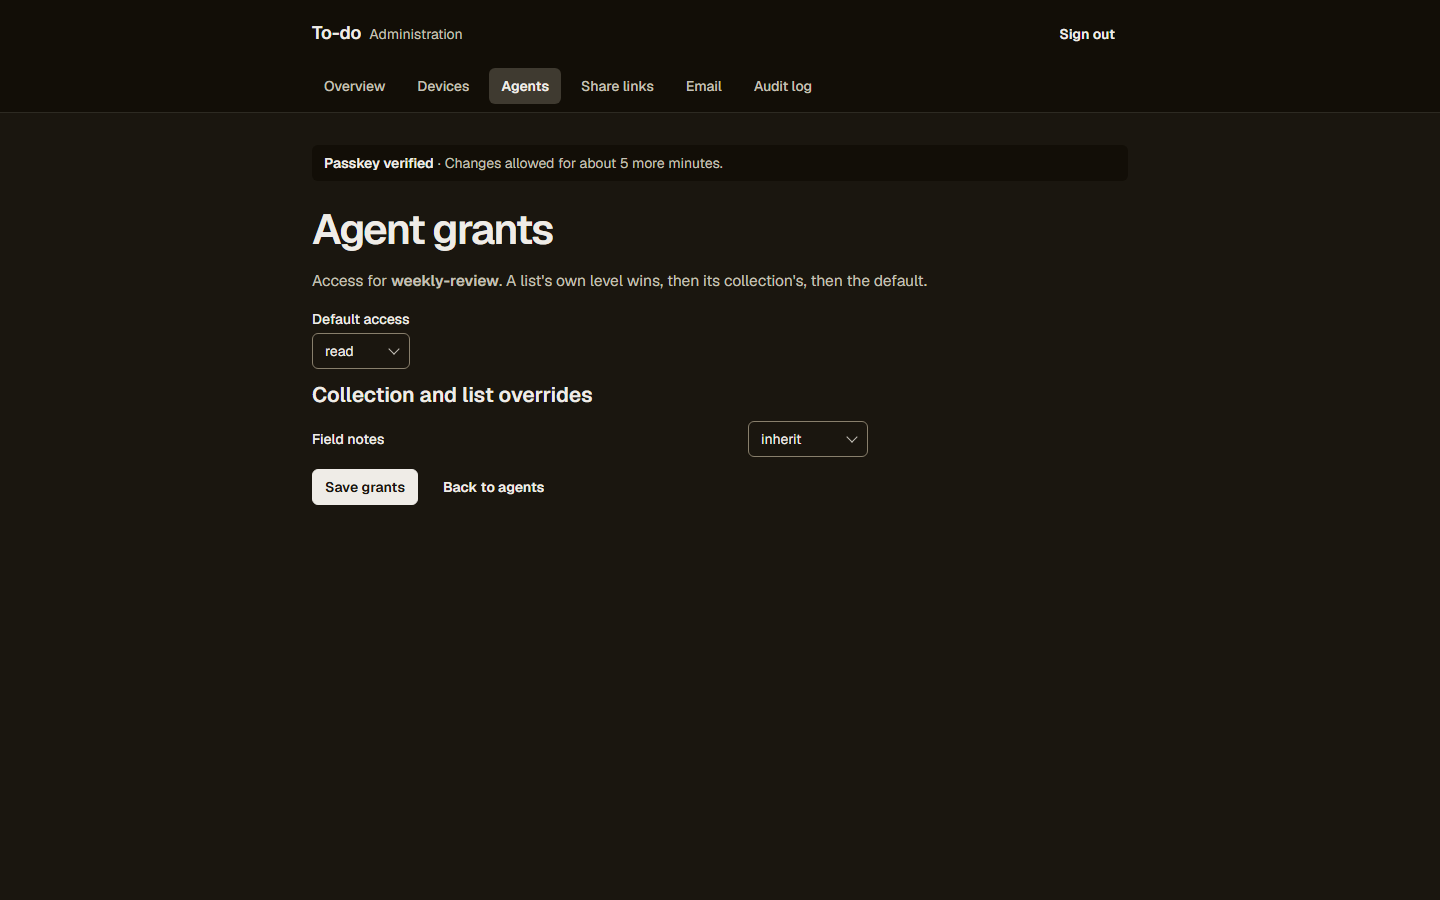 To-do Administration
Sign out
Overview Devices Agents Share links Email Audit log
Passkey verified · Changes allowed for about 5 more minutes.
Agent grants
Access for weekly-review. A list's own level wins, then its collection's, then the default.
Default access
read
Collection and list overrides
Field notes inherit
Save grants Back to agents